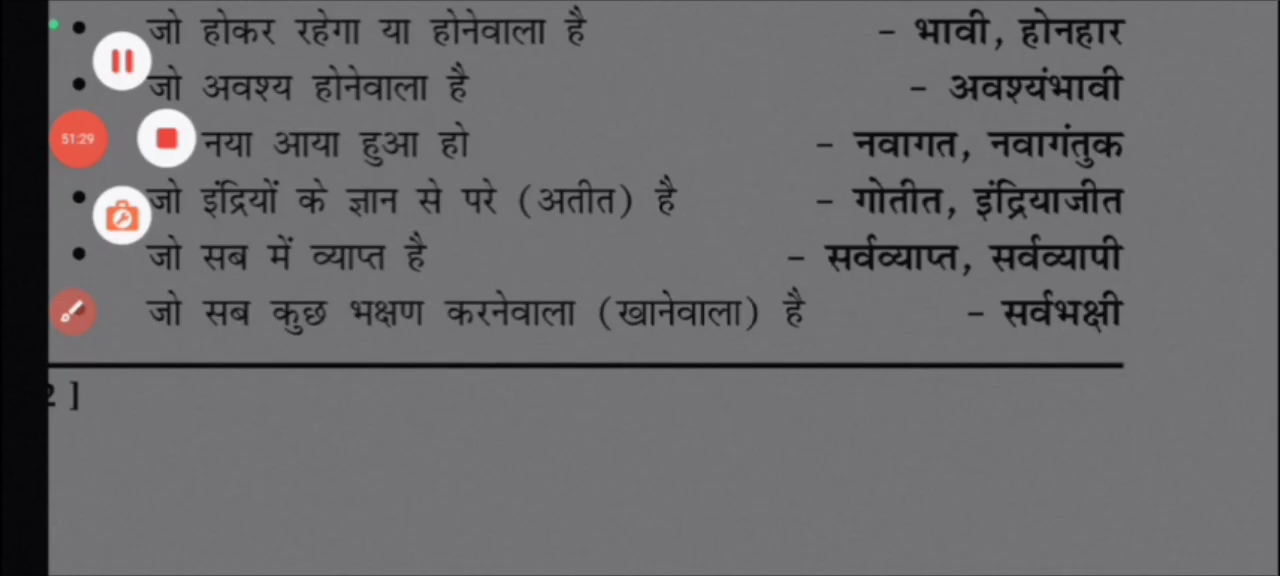 • जो होकर रहेगा या होनेवाला है – भावी, होनहार
• जो अवश्य होनेवाला है – अवश्यंभावी
51:29 नया आया हुआ हो – नवागत, नवागंतुक
• जो इंद्रियों के ज्ञान से परे (अतीत) है – गोतीत, इंद्रियाजीत
• जो सब में व्याप्त है – सर्वव्याप्त, सर्वव्यापी
जो सब कुछ भक्षण करनेवाला (खानेवाला) है – सर्वभक्षी
2 ]